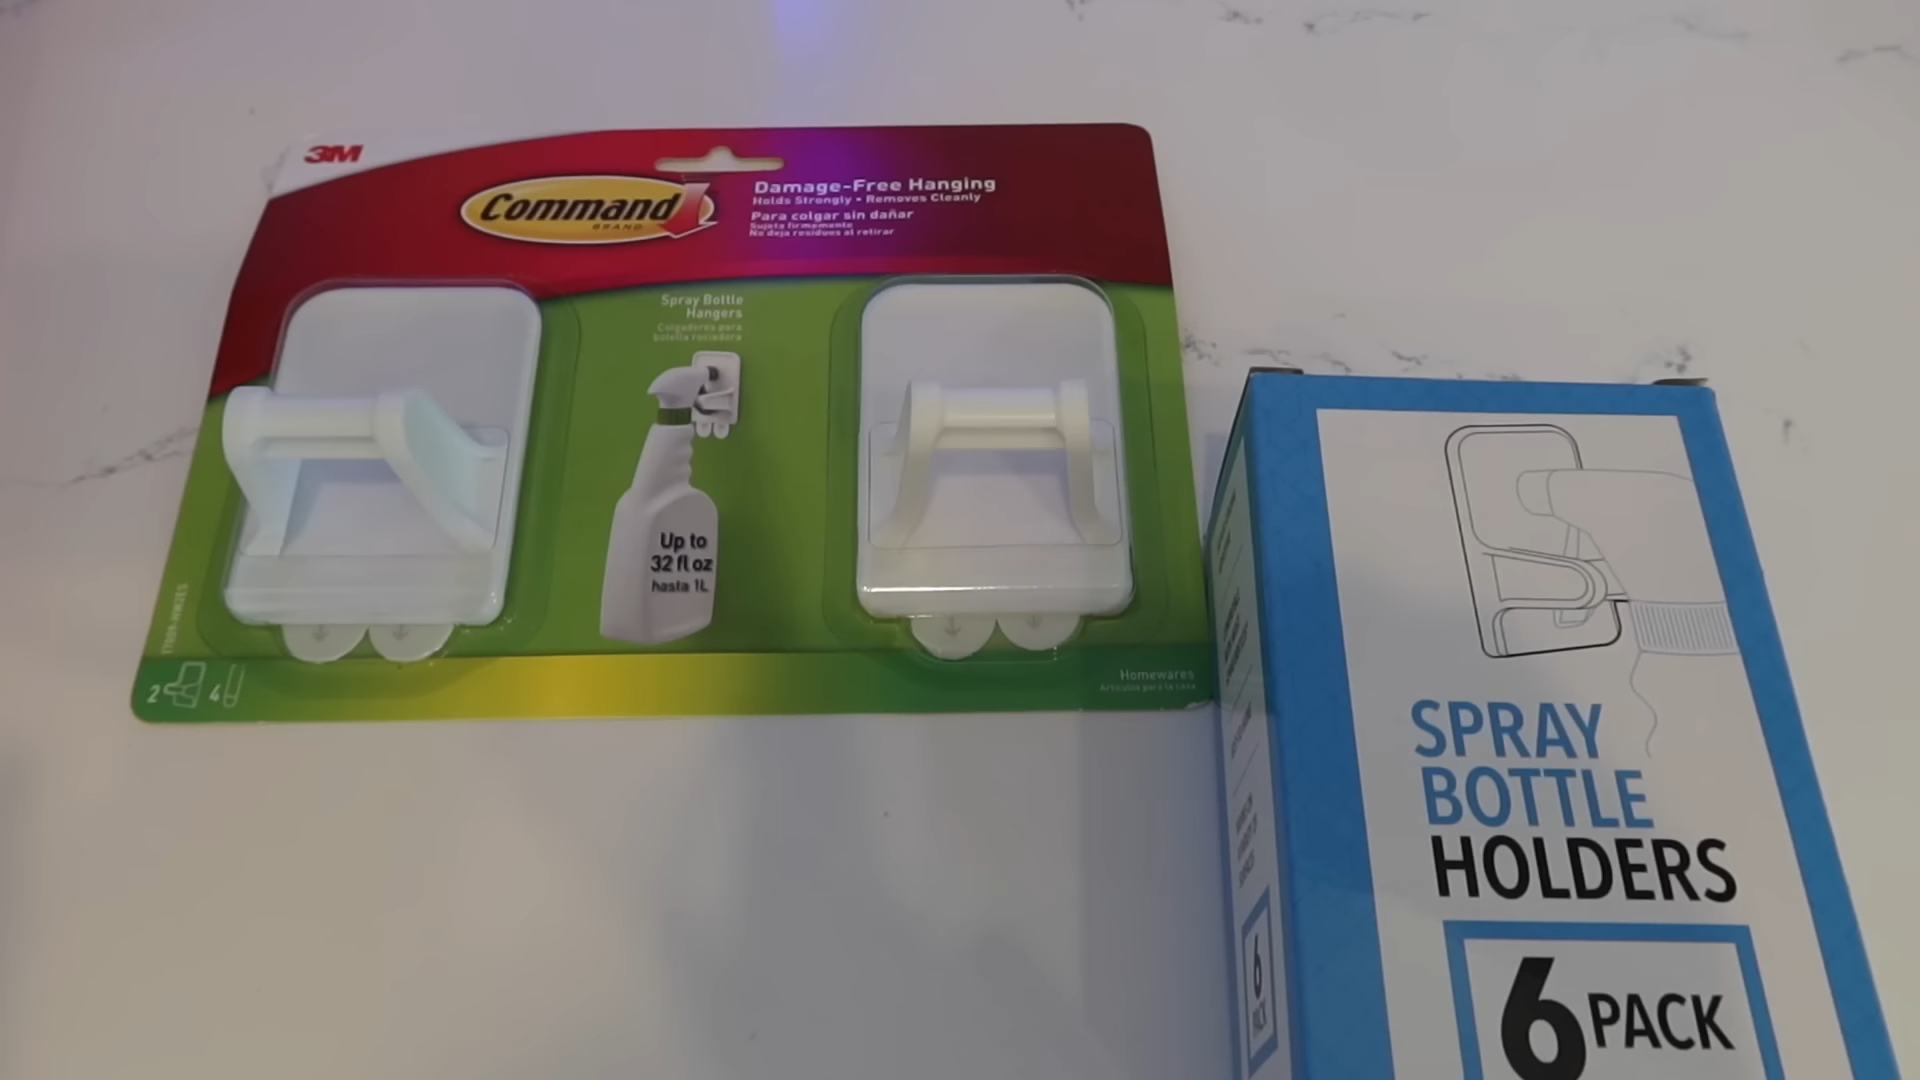 3M
Command
BRAND
Damage-Free Hanging
Holds Strongly • Removes Cleanly
Para colgar sin dañar
Sujeta firmemente
No deja residuos al retirar
Spray Bottle
Hangers
Colgadores para
botella rociadora
Up to
32 fl oz
hasta 1L
2
4
Homewares
Artículos para la casa
SPRAY
BOTTLE
HOLDERS
6 PACK
6
PACK